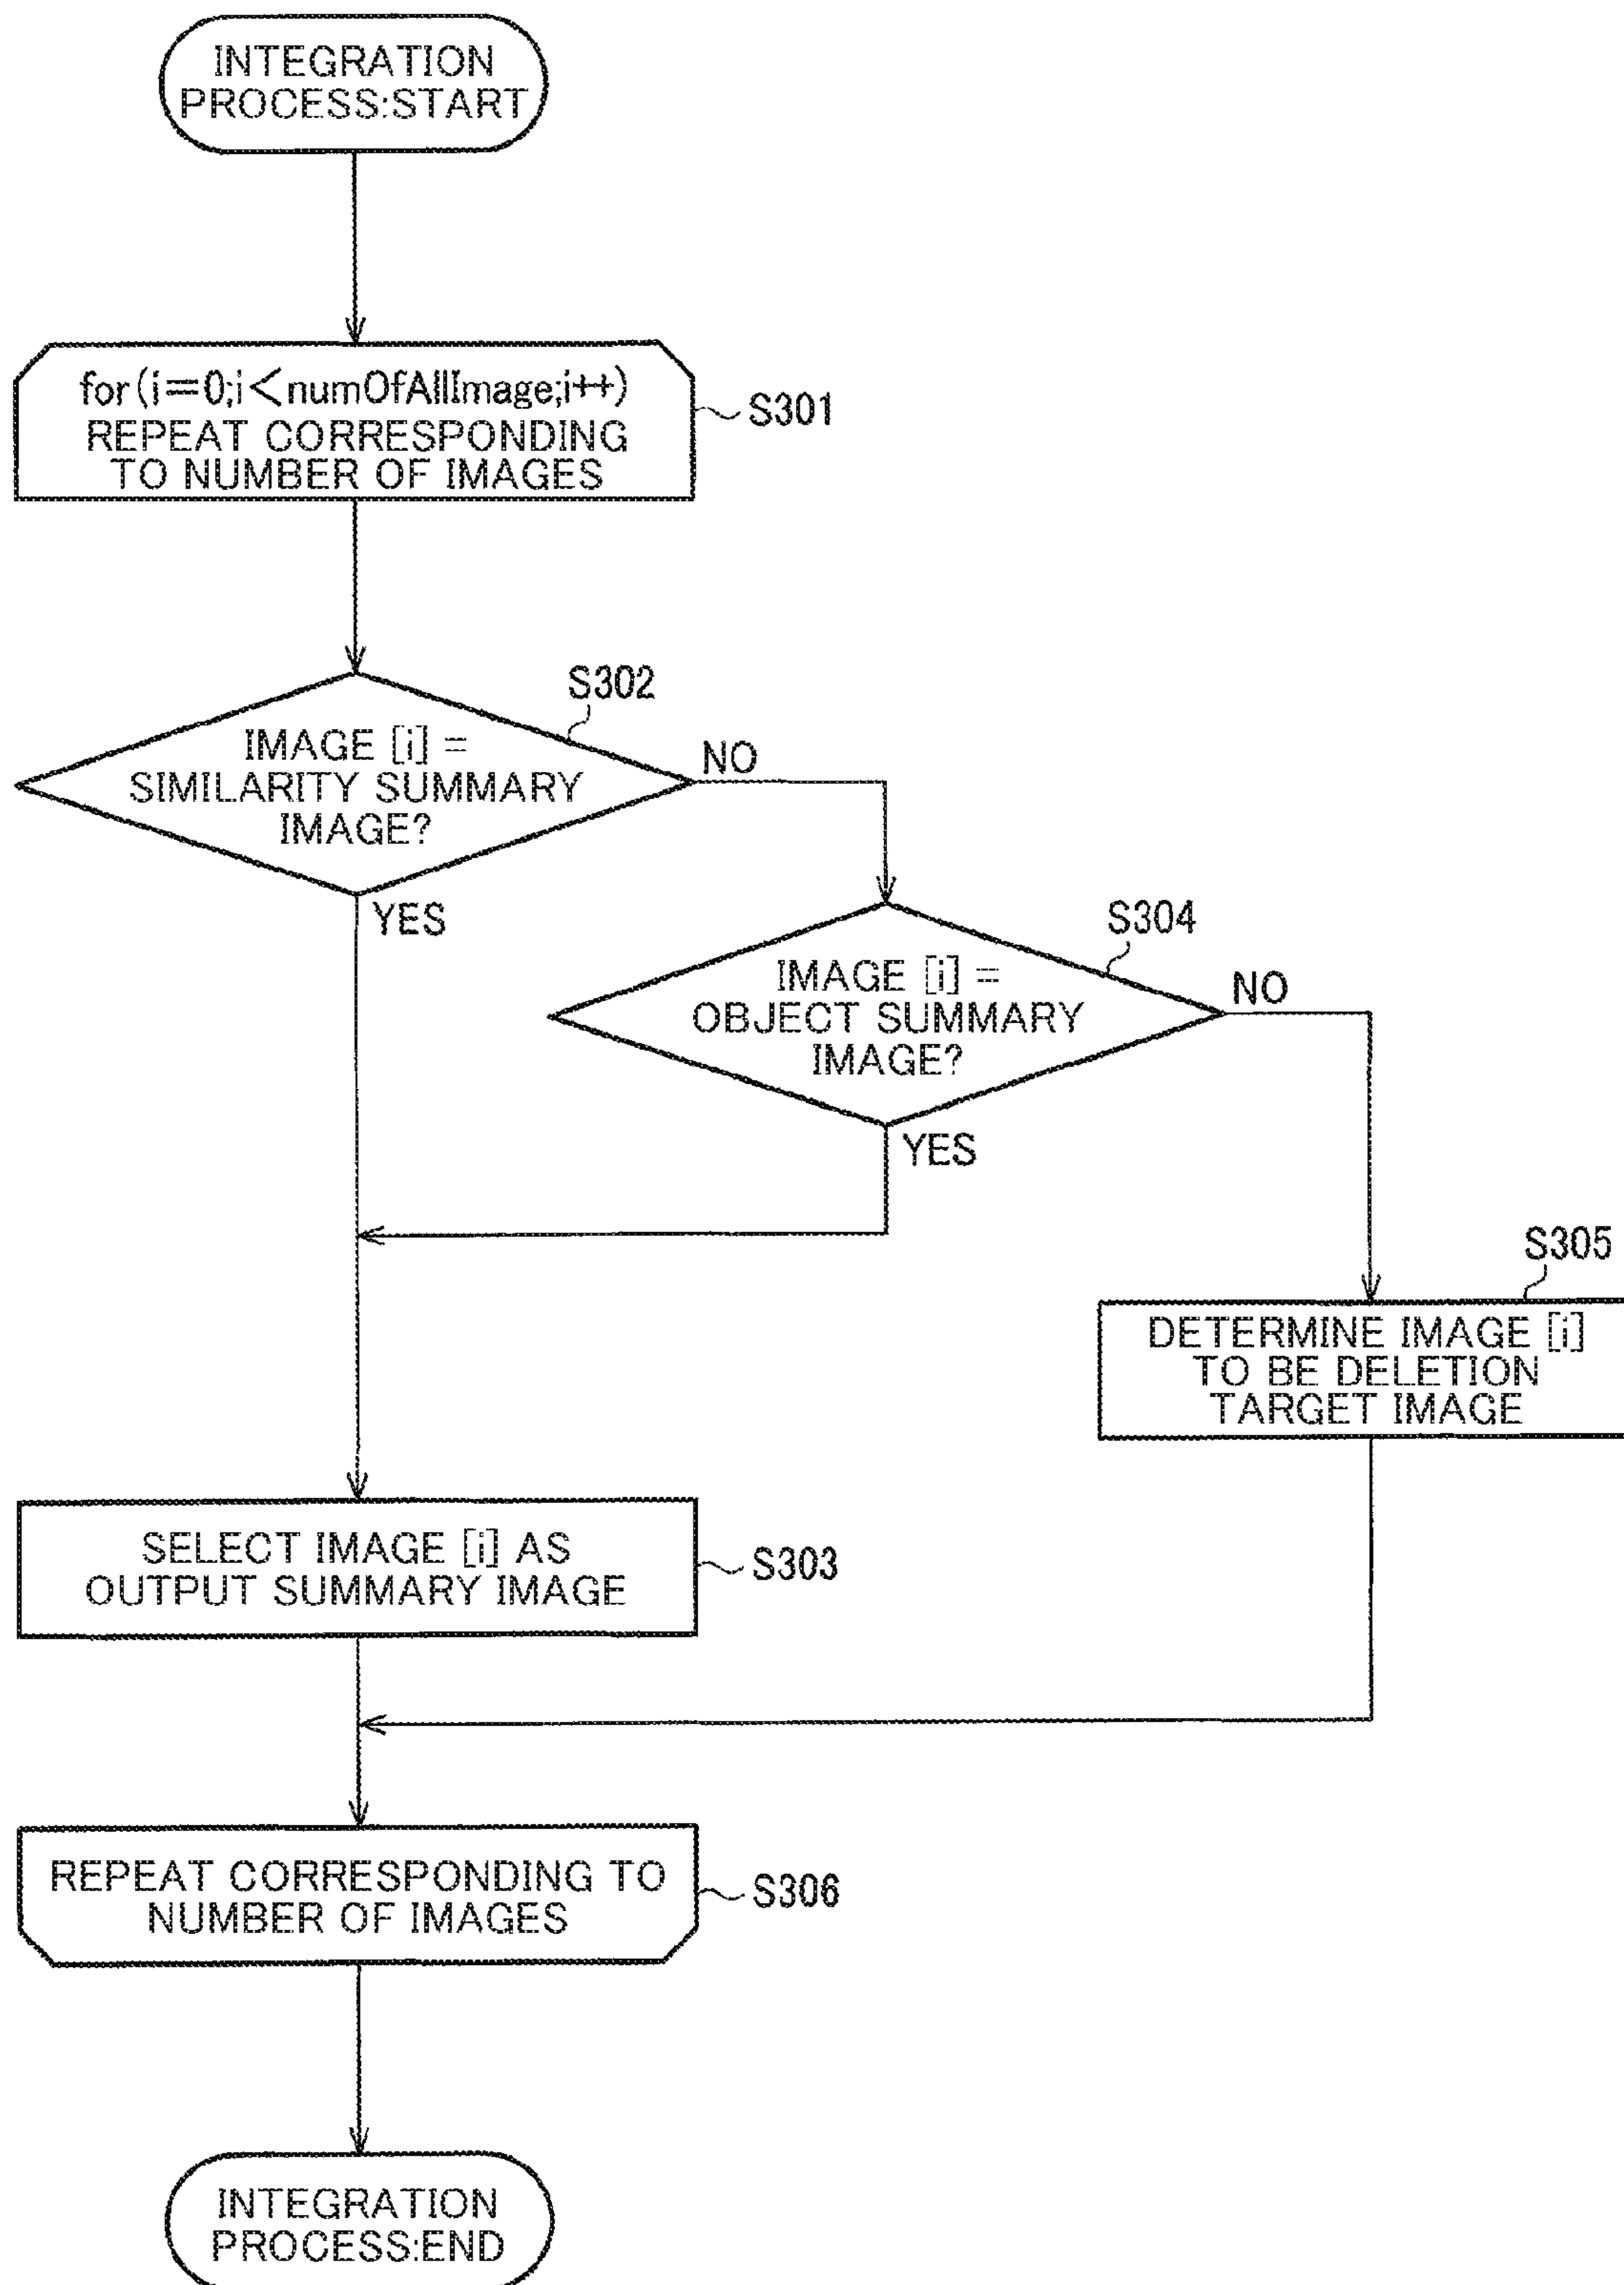 INTEGRATION
PROCESS:START
for(i=0;i<numOfAllImage;i++)
REPEAT CORRESPONDING
TO NUMBER OF IMAGES
S301
S302
IMAGE [i] =
SIMILARITY SUMMARY
IMAGE?
NO
YES
S304
IMAGE [i] =
OBJECT SUMMARY
IMAGE?
NO
YES
S305
DETERMINE IMAGE [i]
TO BE DELETION
TARGET IMAGE
SELECT IMAGE [i] AS
OUTPUT SUMMARY IMAGE
S303
REPEAT CORRESPONDING TO
NUMBER OF IMAGES
S306
INTEGRATION
PROCESS:END